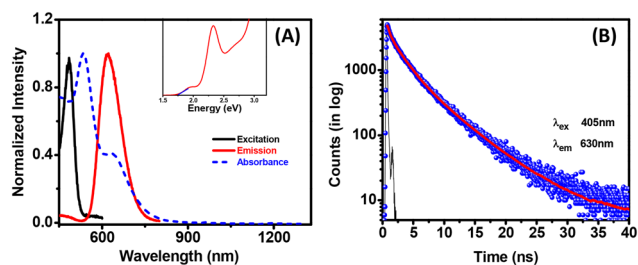 (A)
Normalized Intensity
1.2
0.8
0.4
0.0
600
900
1200
Wavelength (nm)
1.5
2.0
2.5
3.0
Energy (eV)
Excitation
Emission
Absorbance
(B)
Counts (in log)
1000
100
10
0
5
10
15
20
25
30
35
40
Time (ns)
λex 405nm
λem 630nm